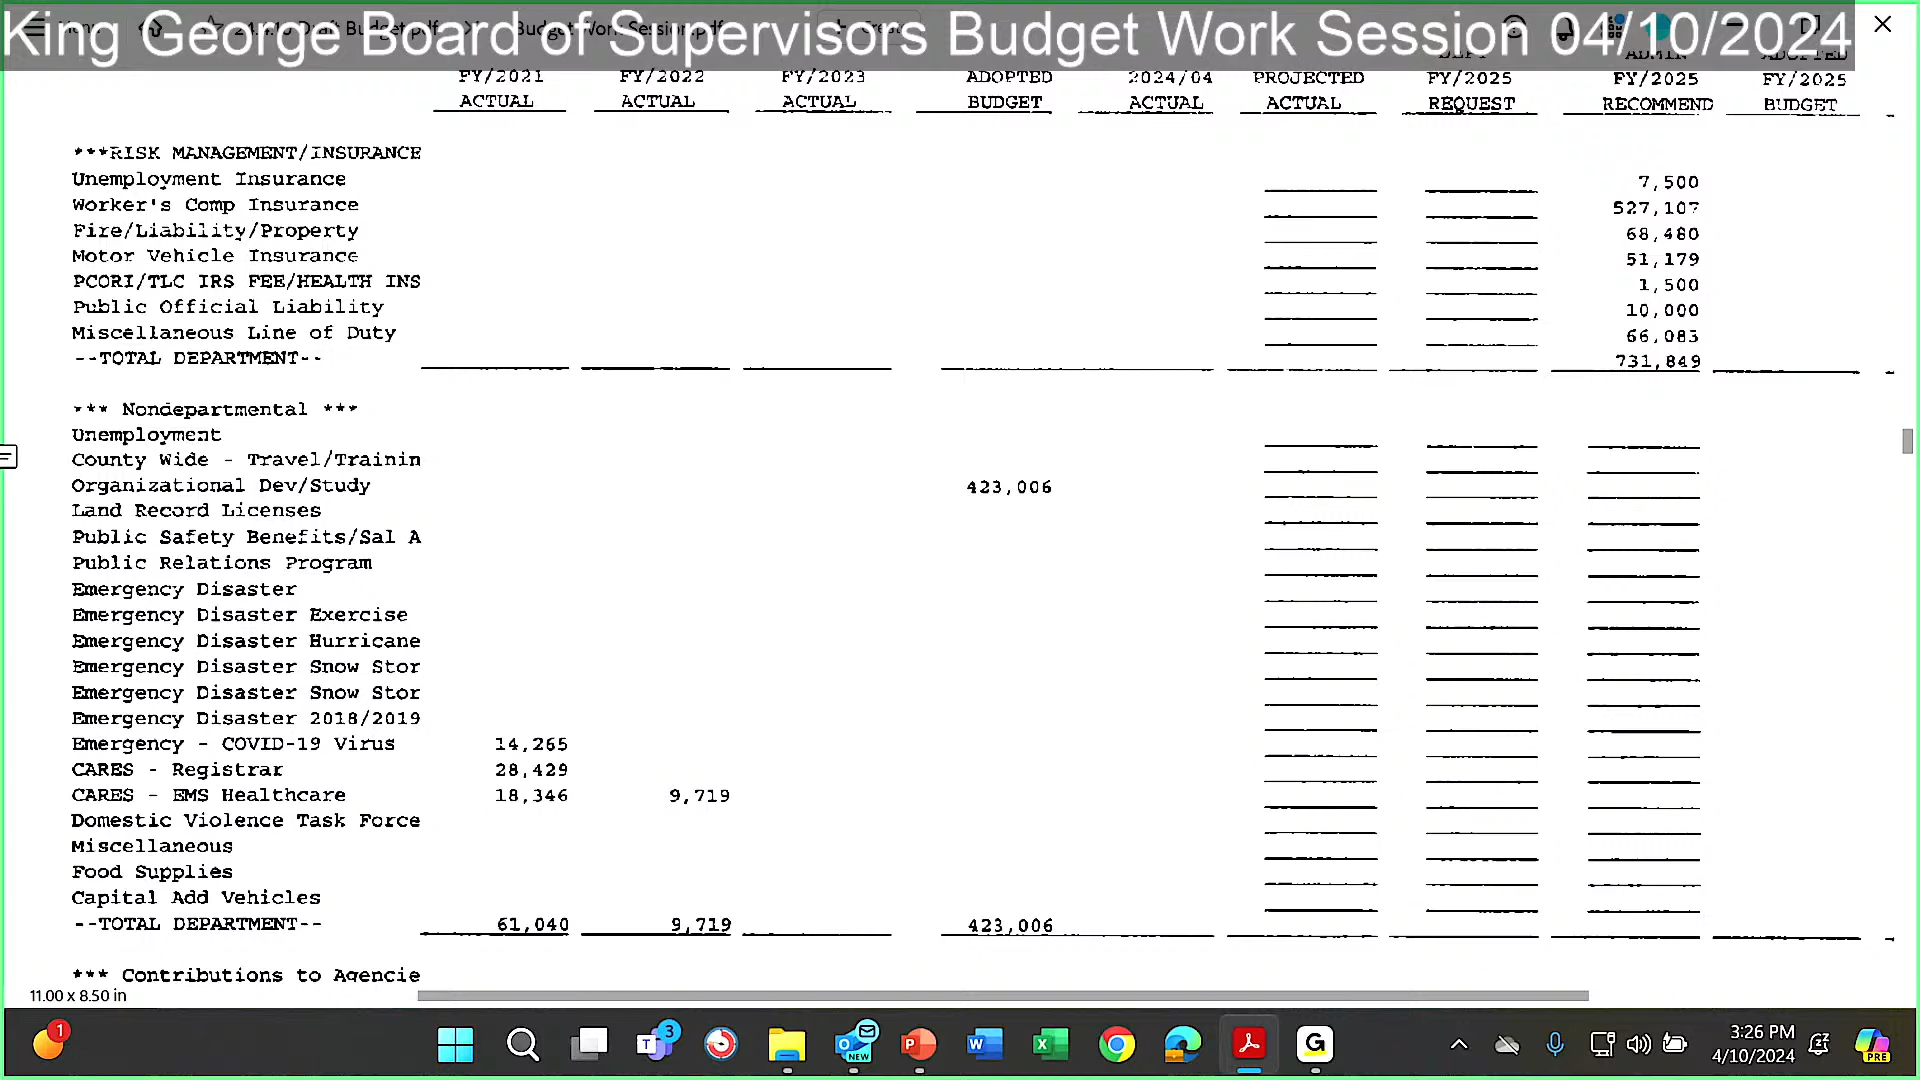 King George Board of Supervisors Budget Work Session 04/10/2024
FY/2021 FY/2022 FY/2023 ADOPTED 2024/04 PROJECTED FY/2025 FY/2025 FY/2025
ACTUAL ACTUAL ACTUAL BUDGET ACTUAL ACTUAL REQUEST RECOMMEND BUDGET
***RISK MANAGEMENT/INSURANCE
Unemployment Insurance 7,500
Worker's Comp Insurance 527,107
Fire/Liability/Property 68,480
Motor Vehicle Insurance 51,179
PCORI/TLC IRS FEE/HEALTH INS 1,500
Public Official Liability 10,000
Miscellaneous Line of Duty 66,083
--TOTAL DEPARTMENT-- 731,849
*** Nondepartmental ***
Unemployment
County Wide - Travel/Trainin
Organizational Dev/Study 423,006
Land Record Licenses
Public Safety Benefits/Sal A
Public Relations Program
Emergency Disaster
Emergency Disaster Exercise
Emergency Disaster Hurricane
Emergency Disaster Snow Stor
Emergency Disaster Snow Stor
Emergency Disaster 2018/2019
Emergency - COVID-19 Virus 14,265
CARES - Registrar 28,429
CARES - EMS Healthcare 18,346 9,719
Domestic Violence Task Force
Miscellaneous
Food Supplies
Capital Add Vehicles
--TOTAL DEPARTMENT-- 61,040 9,719 423,006
*** Contributions to Agencie
11.00 x 8.50 in
1 3 NEW 3:26 PM PRE
4/10/2024